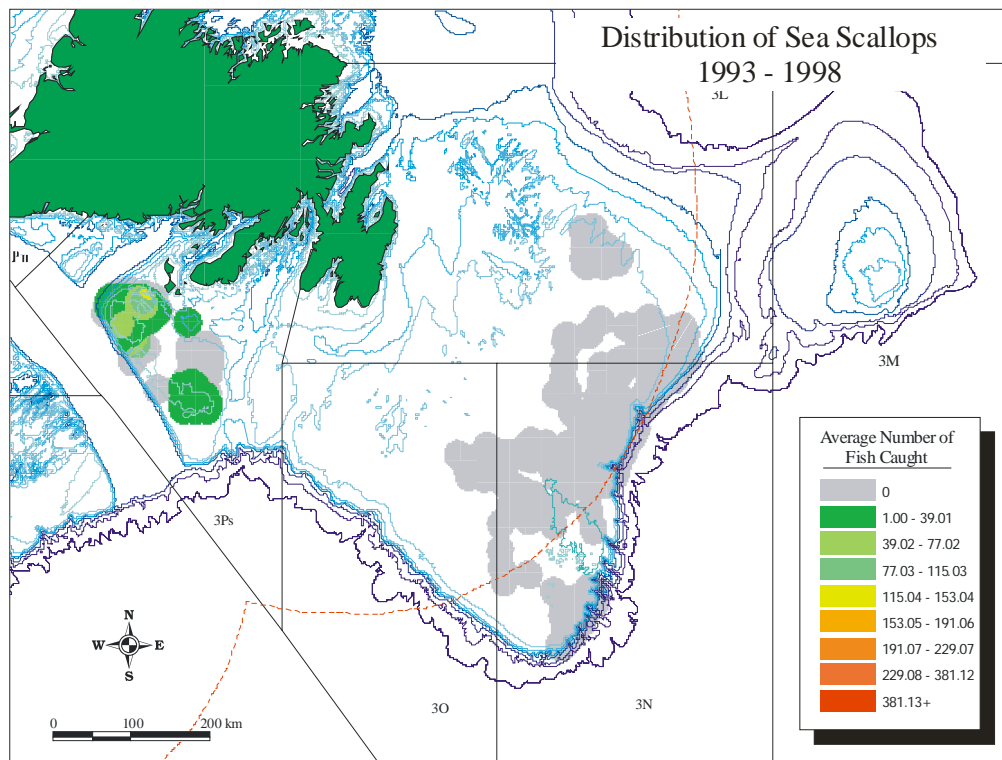 Distribution of Sea Scallops
1993 - 1998
3L
3M
3Ps
3O
3N
N
W E
S
0 100 200 km
Average Number of
Fish Caught
0
1.00 - 39.01
39.02 - 77.02
77.03 - 115.03
115.04 - 153.04
153.05 - 191.06
191.07 - 229.07
229.08 - 381.12
381.13+